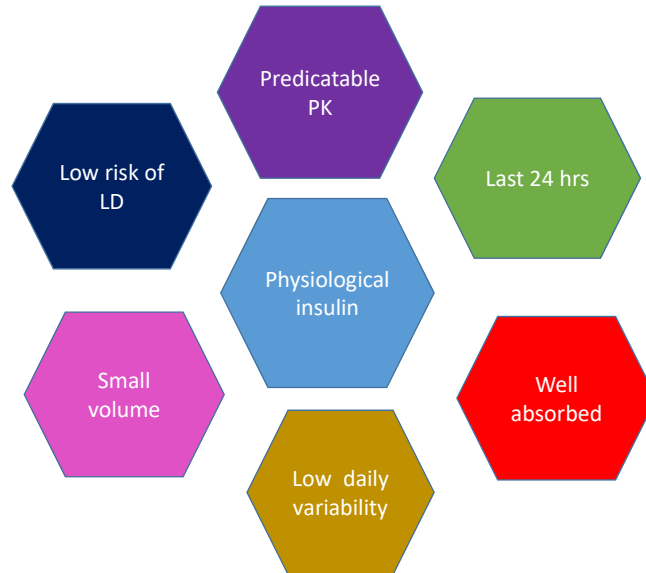 Predicatable
PK
Low risk of
LD
Last 24 hrs
Physiological
insulin
Small
volume
Well
absorbed
Low  daily
variability